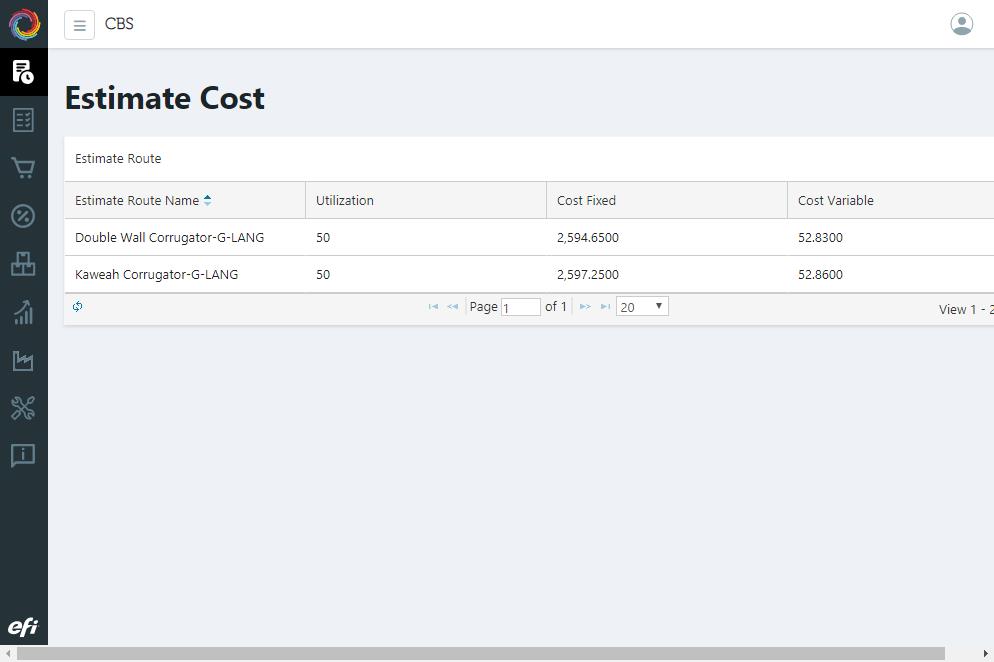 CBS
Estimate Cost
Estimate Route
Estimate Route Name Utilization Cost Fixed Cost Variable
Double Wall Corrugator-G-LANG 50 2,594.6500 52.8300
Kaweah Corrugator-G-LANG 50 2,597.2500 52.8600
Page 1 of 1 20 View 1 - 2
efi